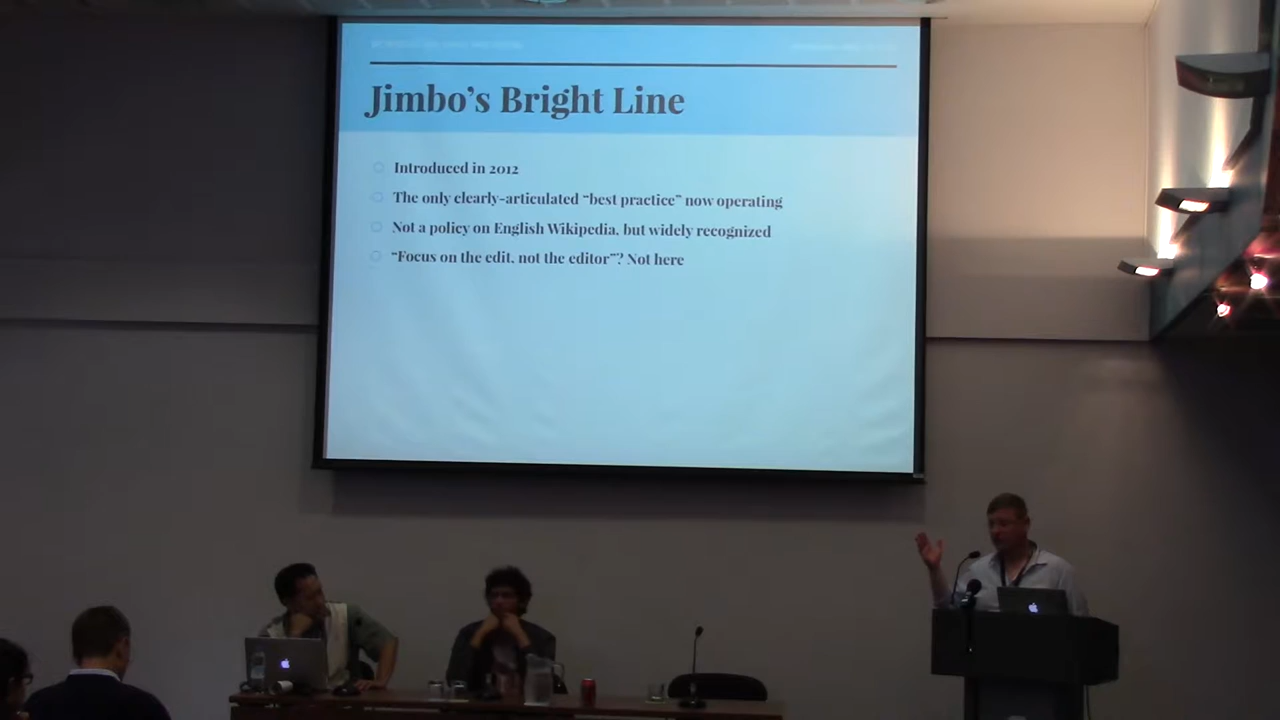 Jimbo's Bright Line
Introduced in 2012
The only clearly-articulated “best practice” now operating
Not a policy on English Wikipedia, but widely recognized
“Focus on the edit, not the editor”? Not here